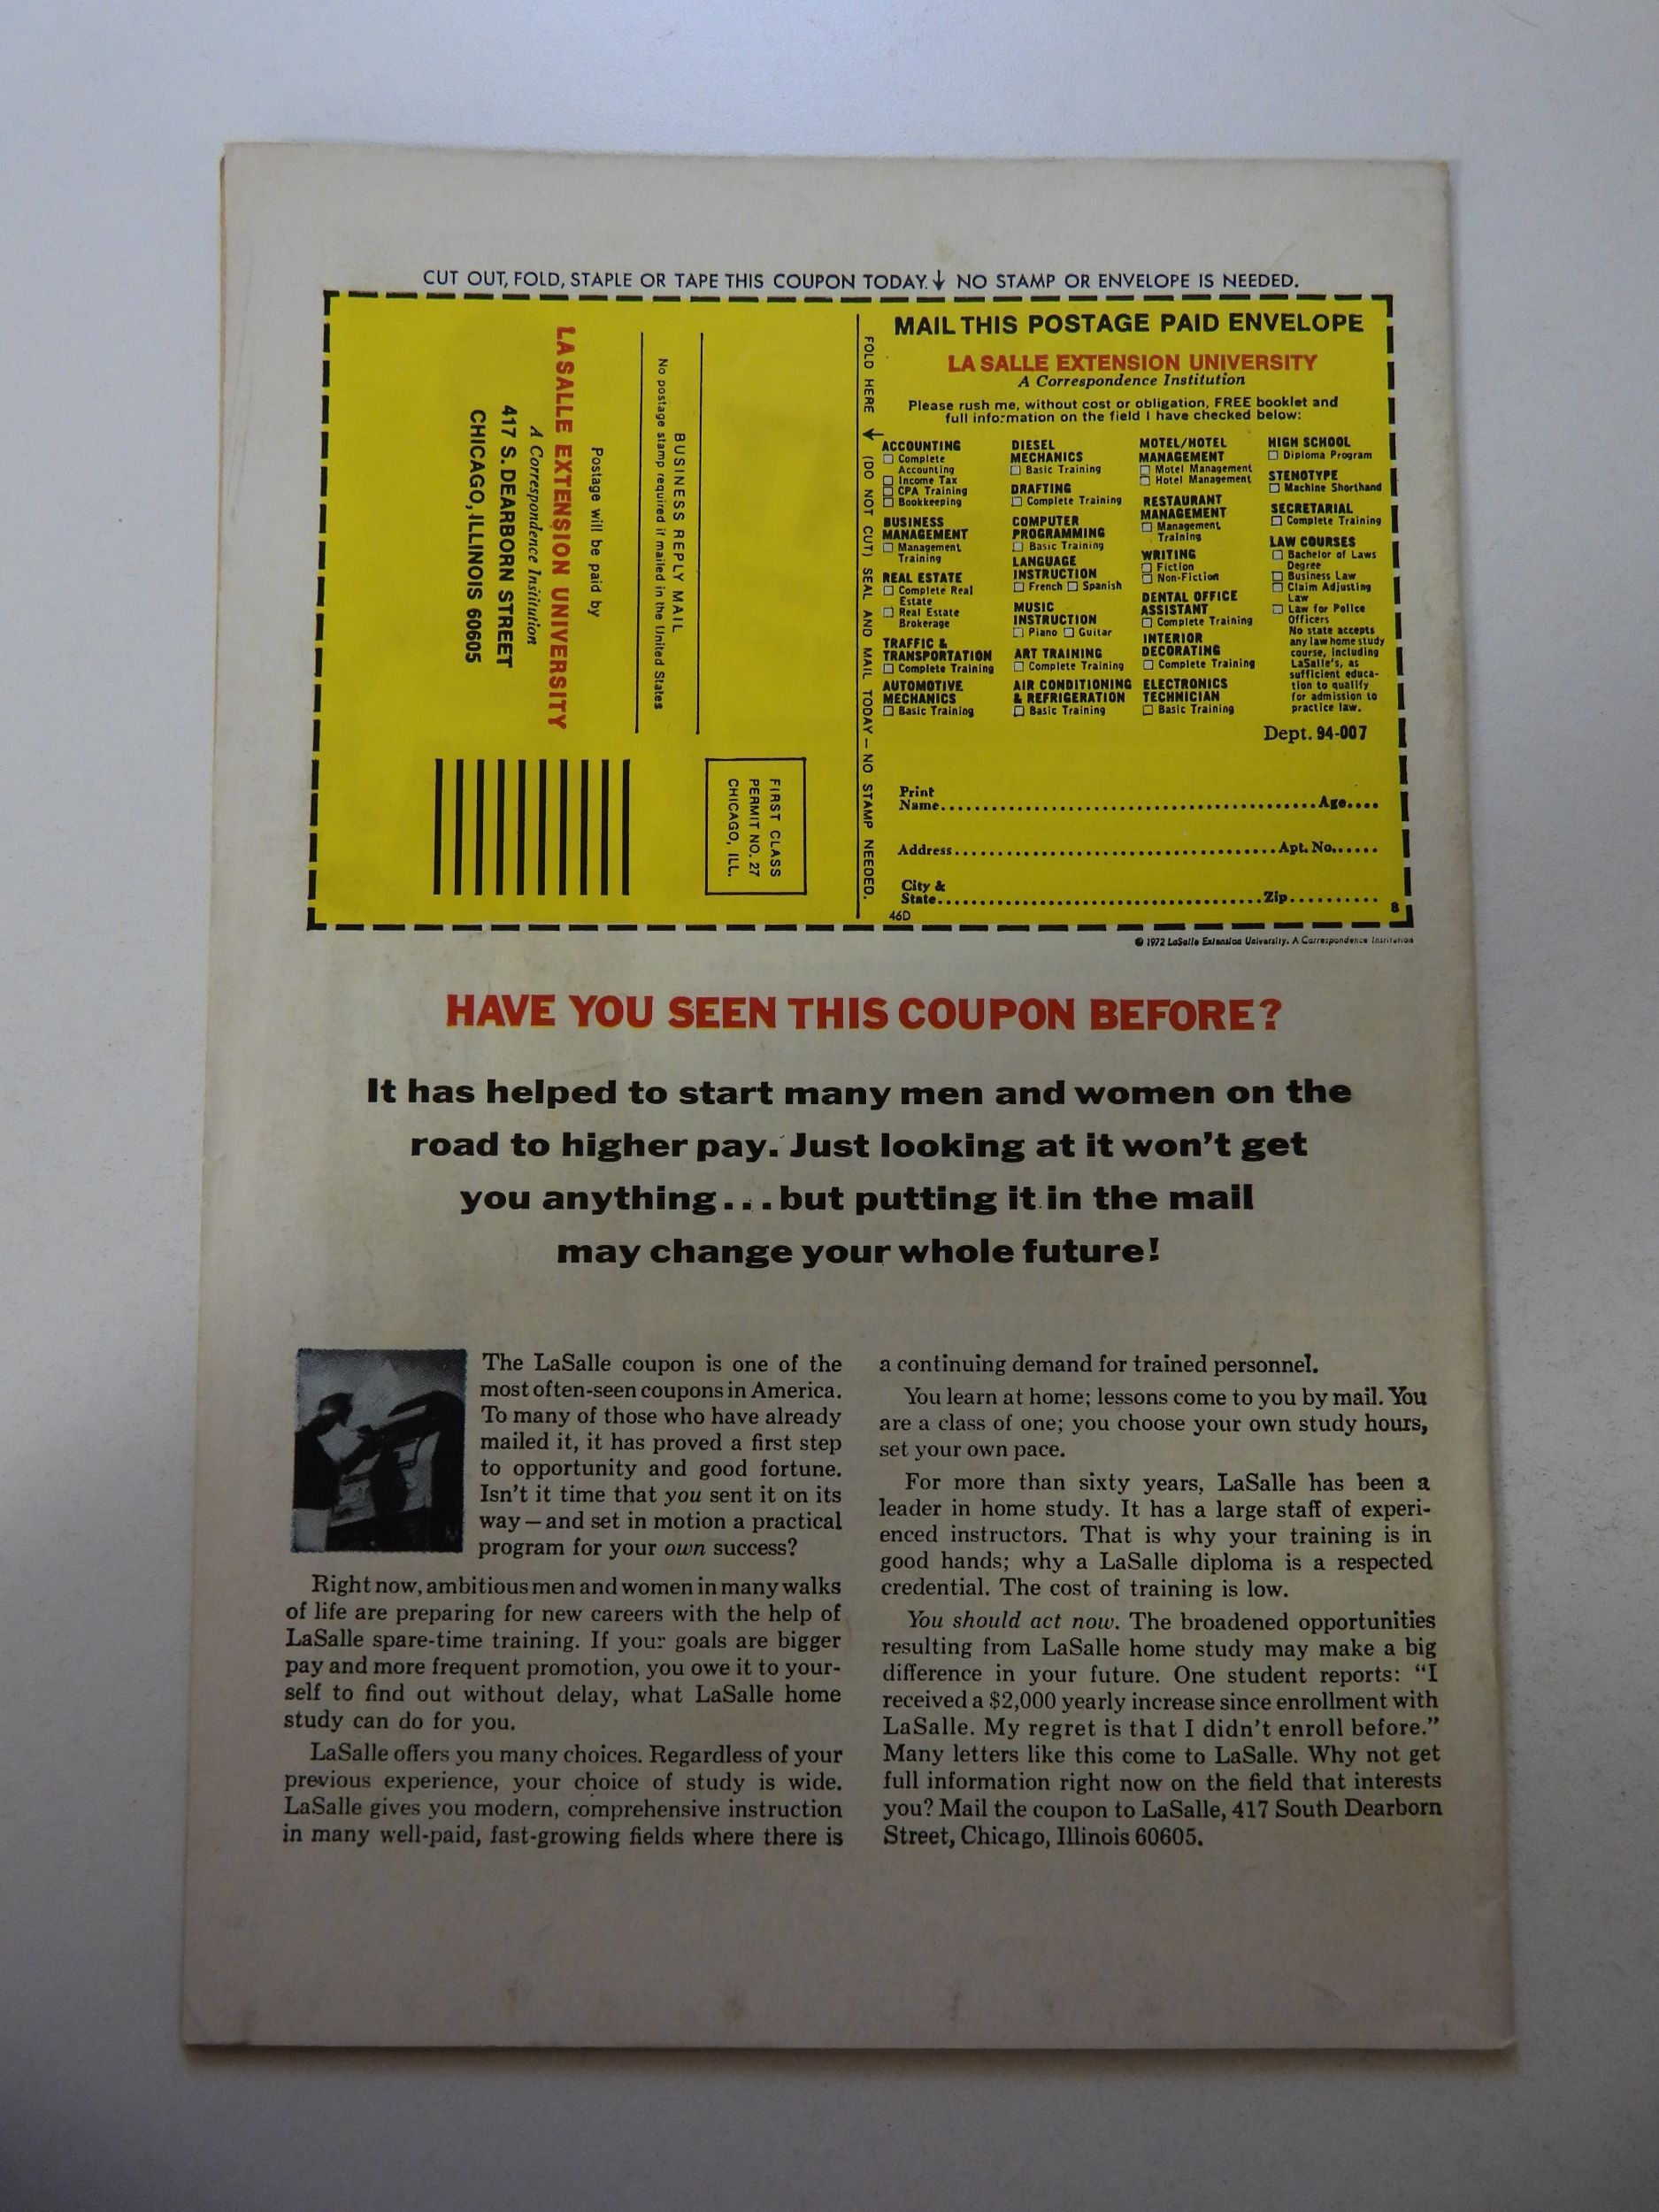 CUT OUT, FOLD, STAPLE OR TAPE THIS COUPON TODAY. ↓ NO STAMP OR ENVELOPE IS NEEDED.
LA SALLE EXTENSION UNIVERSITY
A Correspondence Institution
417 S. DEARBORN STREET
CHICAGO, ILLINOIS 60605
Postage will be paid by
No postage stamp required if mailed in the United States
BUSINESS REPLY MAIL
FIRST CLASS
PERMIT NO. 27
CHICAGO, ILL.
FOLD HERE ↓ (DO NOT CUT) SEAL AND MAIL TODAY — NO STAMP NEEDED.
MAIL THIS POSTAGE PAID ENVELOPE
LA SALLE EXTENSION UNIVERSITY
A Correspondence Institution
Please rush me, without cost or obligation, FREE booklet and
full information on the field I have checked below:
ACCOUNTING
☐ Complete
Accounting
☐ Income Tax
☐ CPA Training
☐ Bookkeeping
BUSINESS
MANAGEMENT
☐ Management
Training
REAL ESTATE
☐ Complete Real
Estate
☐ Real Estate
Brokerage
TRAFFIC &
TRANSPORTATION
☐ Complete Training
AUTOMOTIVE
MECHANICS
☐ Basic Training
DIESEL
MECHANICS
☐ Basic Training
DRAFTING
☐ Complete Training
COMPUTER
PROGRAMMING
☐ Basic Training
LANGUAGE
INSTRUCTION
☐ French ☐ Spanish
MUSIC
INSTRUCTION
☐ Piano ☐ Guitar
ART TRAINING
☐ Complete Training
AIR CONDITIONING
& REFRIGERATION
☐ Basic Training
MOTEL/HOTEL
MANAGEMENT
☐ Motel Management
☐ Hotel Management
RESTAURANT
MANAGEMENT
☐ Management
Training
WRITING
☐ Fiction
☐ Non-Fiction
DENTAL OFFICE
ASSISTANT
☐ Complete Training
INTERIOR
DECORATING
☐ Complete Training
ELECTRONICS
TECHNICIAN
☐ Basic Training
HIGH SCHOOL
☐ Diploma Program
STENOTYPE
☐ Machine Shorthand
SECRETARIAL
☐ Complete Training
LAW COURSES
☐ Bachelor of Laws
Degree
☐ Business Law
☐ Claim Adjusting
Law
☐ Law for Police
Officers
No state accepts
any law home study
course, including
LaSalle's, as
sufficient educa-
tion to qualify
for admission to
practice law.
Dept. 94-007
Print
Name.......... Age....
Address.......... Apt. No......
City &
State.......... Zip..........
46D
8
© 1972 LaSalle Extension University. A Correspondence Institution
HAVE YOU SEEN THIS COUPON BEFORE?
It has helped to start many men and women on the
road to higher pay. Just looking at it won't get
you anything...but putting it in the mail
may change your whole future!
The LaSalle coupon is one of the
most often-seen coupons in America.
To many of those who have already
mailed it, it has proved a first step
to opportunity and good fortune.
Isn't it time that you sent it on its
way — and set in motion a practical
program for your own success?
Right now, ambitious men and women in many walks
of life are preparing for new careers with the help of
LaSalle spare-time training. If your goals are bigger
pay and more frequent promotion, you owe it to your-
self to find out without delay, what LaSalle home
study can do for you.
LaSalle offers you many choices. Regardless of your
previous experience, your choice of study is wide.
LaSalle gives you modern, comprehensive instruction
in many well-paid, fast-growing fields where there is
a continuing demand for trained personnel.
You learn at home; lessons come to you by mail. You
are a class of one; you choose your own study hours,
set your own pace.
For more than sixty years, LaSalle has been a
leader in home study. It has a large staff of experi-
enced instructors. That is why your training is in
good hands; why a LaSalle diploma is a respected
credential. The cost of training is low.
You should act now. The broadened opportunities
resulting from LaSalle home study may make a big
difference in your future. One student reports: “I
received a $2,000 yearly increase since enrollment with
LaSalle. My regret is that I didn't enroll before.”
Many letters like this come to LaSalle. Why not get
full information right now on the field that interests
you? Mail the coupon to LaSalle, 417 South Dearborn
Street, Chicago, Illinois 60605.